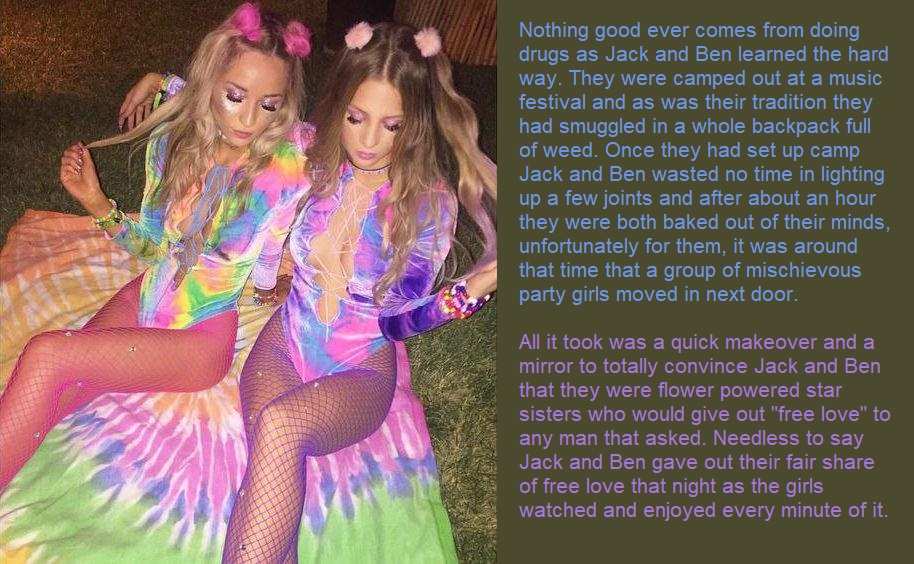 Nothing good ever comes from doing
drugs as Jack and Ben learned the hard
way. They were camped out at a music
festival and as was their tradition they
had smuggled in a whole backpack full
of weed. Once they had set up camp
Jack and Ben wasted no time in lighting
up a few joints and after about an hour
they were both baked out of their minds,
unfortunately for them, it was around
that time that a group of mischievous
party girls moved in next door.
All it took was a quick makeover and a
mirror to totally convince Jack and Ben
that they were flower powered star
sisters who would give out "free love" to
any man that asked. Needless to say
Jack and Ben gave out their fair share
of free love that night as the girls
watched and enjoyed every minute of it.